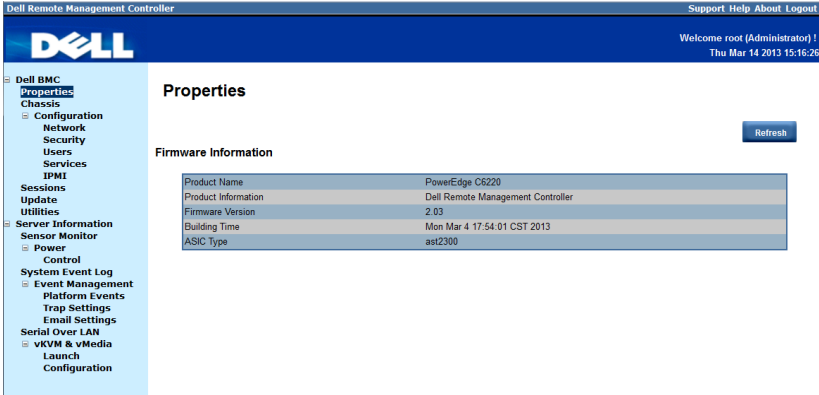 Dell Remote Management Controller
Support Help About Logout
DELL
Welcome root (Administrator) !
Thu Mar 14 2013 15:16:26
Dell BMC
Properties
Chassis
Configuration
Network
Security
Users
Services
IPMI
Sessions
Update
Utilities
Server Information
Sensor Monitor
Power
Control
System Event Log
Event Management
Platform Events
Trap Settings
Email Settings
Serial Over LAN
vKVM & vMedia
Launch
Configuration
Properties
Refresh
Firmware Information
Product Name PowerEdge C6220
Product Information Dell Remote Management Controller
Firmware Version 2.03
Building Time Mon Mar 4 17:54:01 CST 2013
ASIC Type ast2300